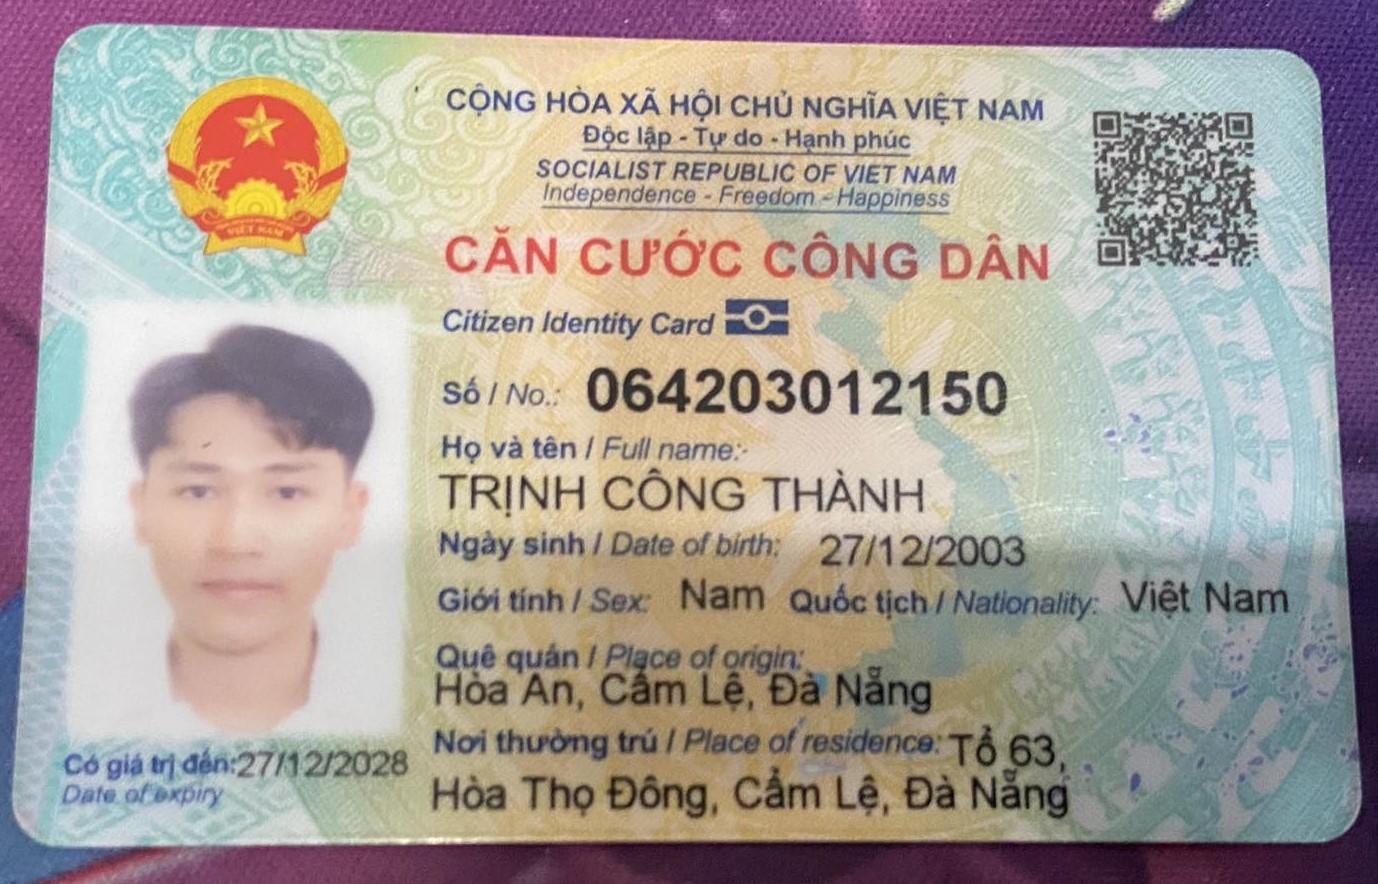 CỘNG HÒA XÃ HỘI CHỦ NGHĨA VIỆT NAM
Độc lập - Tự do - Hạnh phúc
SOCIALIST REPUBLIC OF VIET NAM
Independence - Freedom - Happiness
CĂN CƯỚC CÔNG DÂN
Citizen Identity Card
Số / No.: 064203012150
Họ và tên / Full name:
TRỊNH CÔNG THÀNH
Ngày sinh / Date of birth: 27/12/2003
Giới tính / Sex: Nam Quốc tịch / Nationality: Việt Nam
Quê quán / Place of origin:
Hòa An, Cẩm Lệ, Đà Nẵng
Nơi thường trú / Place of residence: Tổ 63,
Hòa Thọ Đông, Cẩm Lệ, Đà Nẵng
Có giá trị đến: 27/12/2028
Date of expiry
VIỆT NAM